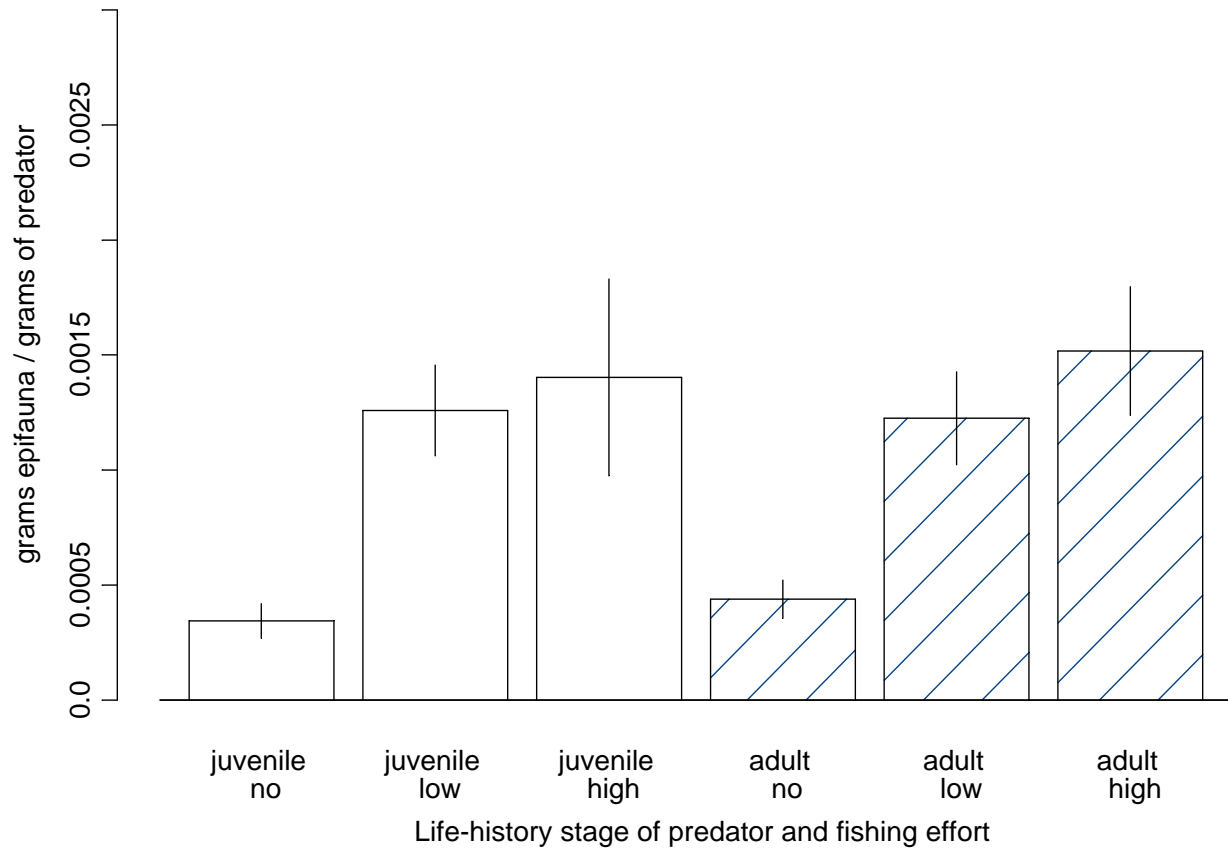 grams epifauna / grams of predator
0.0025
0.0015
0.0005
0.0
juvenile juvenile juvenile adult adult adult
no low high no low high
Life-history stage of predator and fishing effort